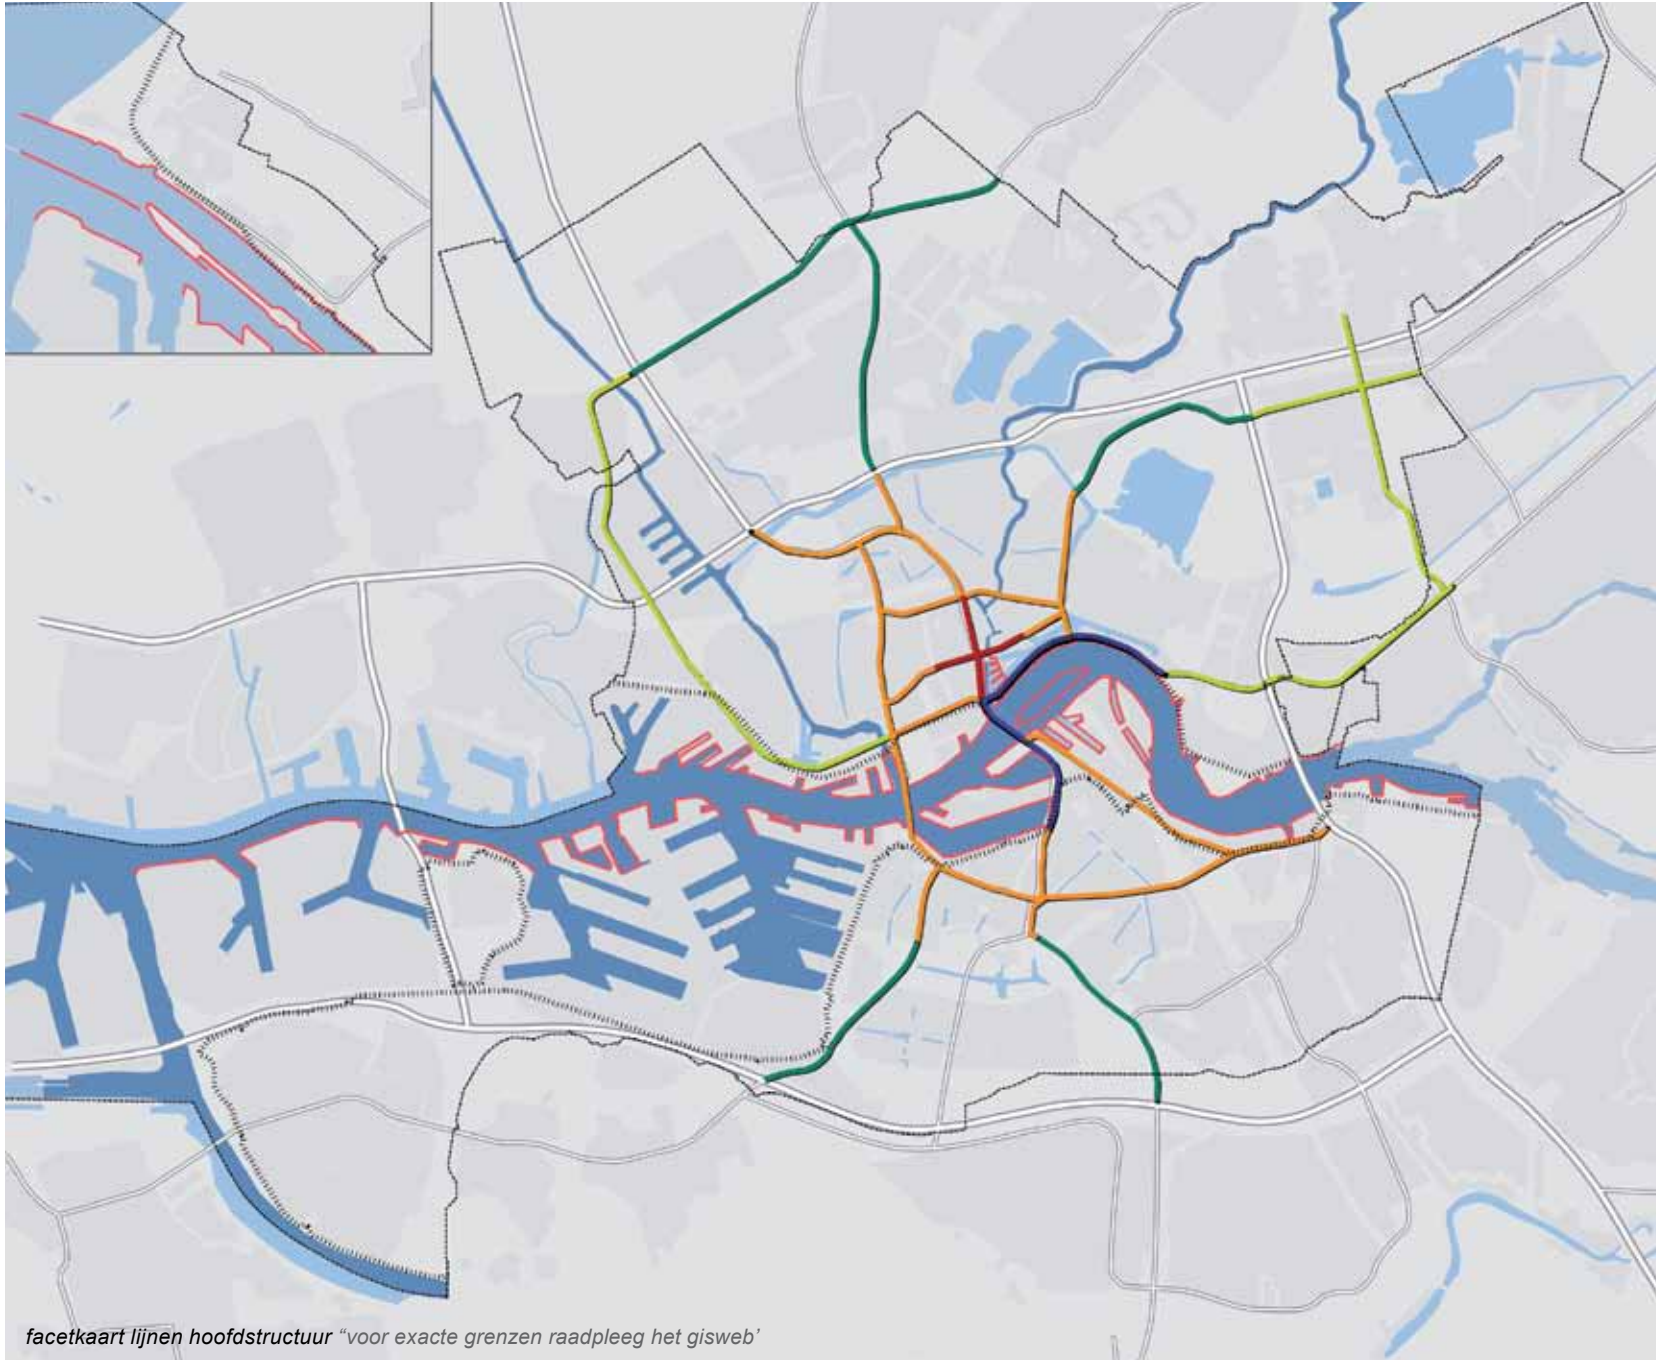 facetkaart lijnen hoofdstructuur “voor exacte grenzen raadpleeg het gisweb’